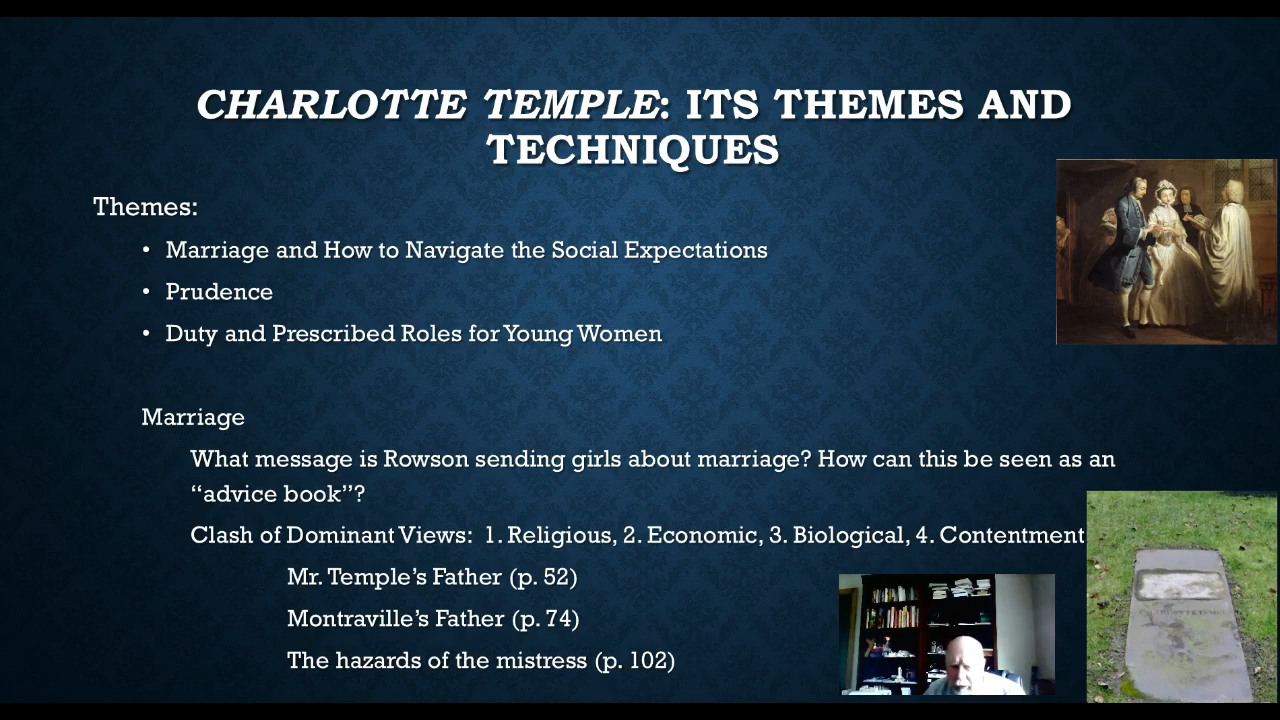 CHARLOTTE TEMPLE: ITS THEMES AND
TECHNIQUES
Themes:
• Marriage and How to Navigate the Social Expectations
• Prudence
• Duty and Prescribed Roles for Young Women
Marriage
What message is Rowson sending girls about marriage? How can this be seen as an
“advice book”?
Clash of Dominant Views: 1. Religious, 2. Economic, 3. Biological, 4. Contentment
Mr. Temple’s Father (p. 52)
Montraville’s Father (p. 74)
The hazards of the mistress (p. 102)